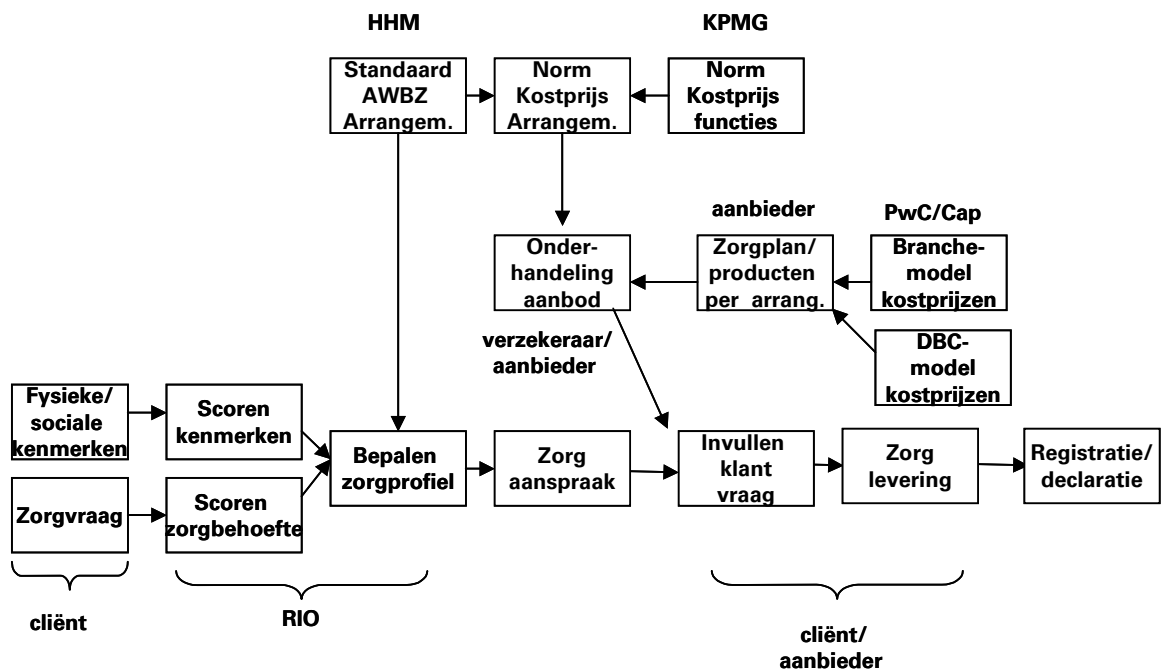 HHM
KPMG
Standaard
AWBZ
Arrangem.
Norm
Kostprijs
Arrangem.
Norm
Kostprijs
functies
aanbieder
PwC/Cap
Onder-
handeling
aanbod
Zorgplan/
producten
per arrang.
Branche-
model
kostprijzen
verzekeraar/
aanbieder
DBC-
model
kostprijzen
Fysieke/
sociale
kenmerken
Scoren
kenmerken
Bepalen
zorgprofiel
Zorg
aanspraak
Invullen
klant
vraag
Zorg
levering
Registratie/
declaratie
Zorgvraag
Scoren
zorgbehoefte
cliënt
RIO
cliënt/
aanbieder